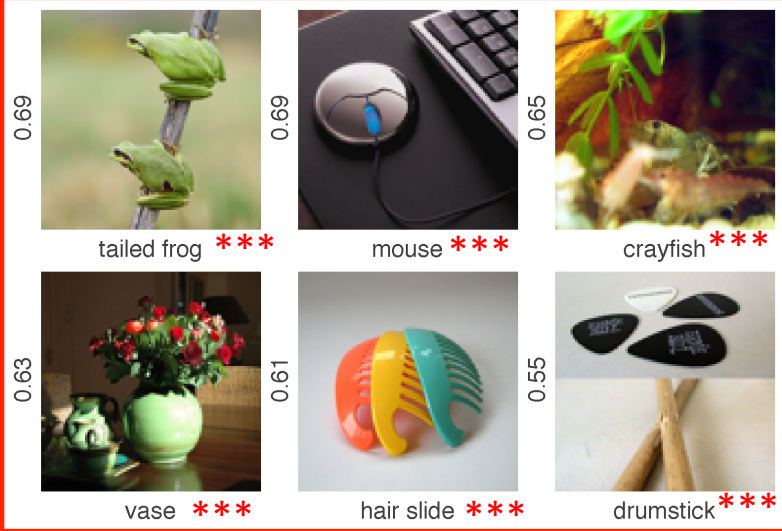 0.69
tailed frog ***
0.69
mouse ***
0.65
crayfish ***
0.63
vase ***
0.61
hair slide ***
0.55
drumstick ***